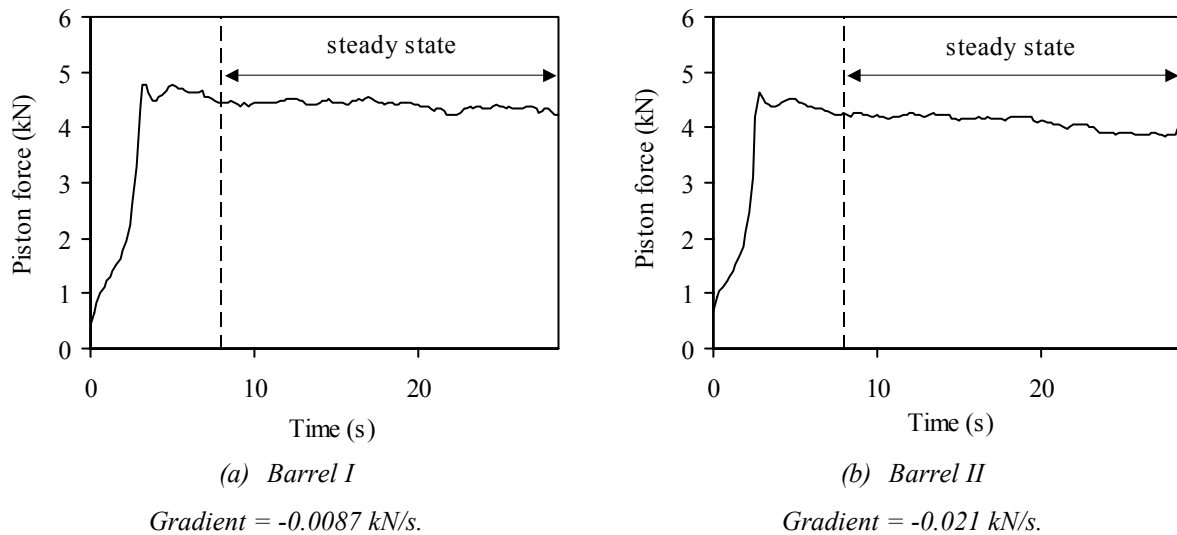 6
5
4
3
2
1
0
Piston force (kN)
steady state
0
10
20
Time (s)
(a) Barrel I
Gradient = -0.0087 kN/s.
6
5
4
3
2
1
0
Piston force (kN)
steady state
0
10
20
Time (s)
(b) Barrel II
Gradient = -0.021 kN/s.